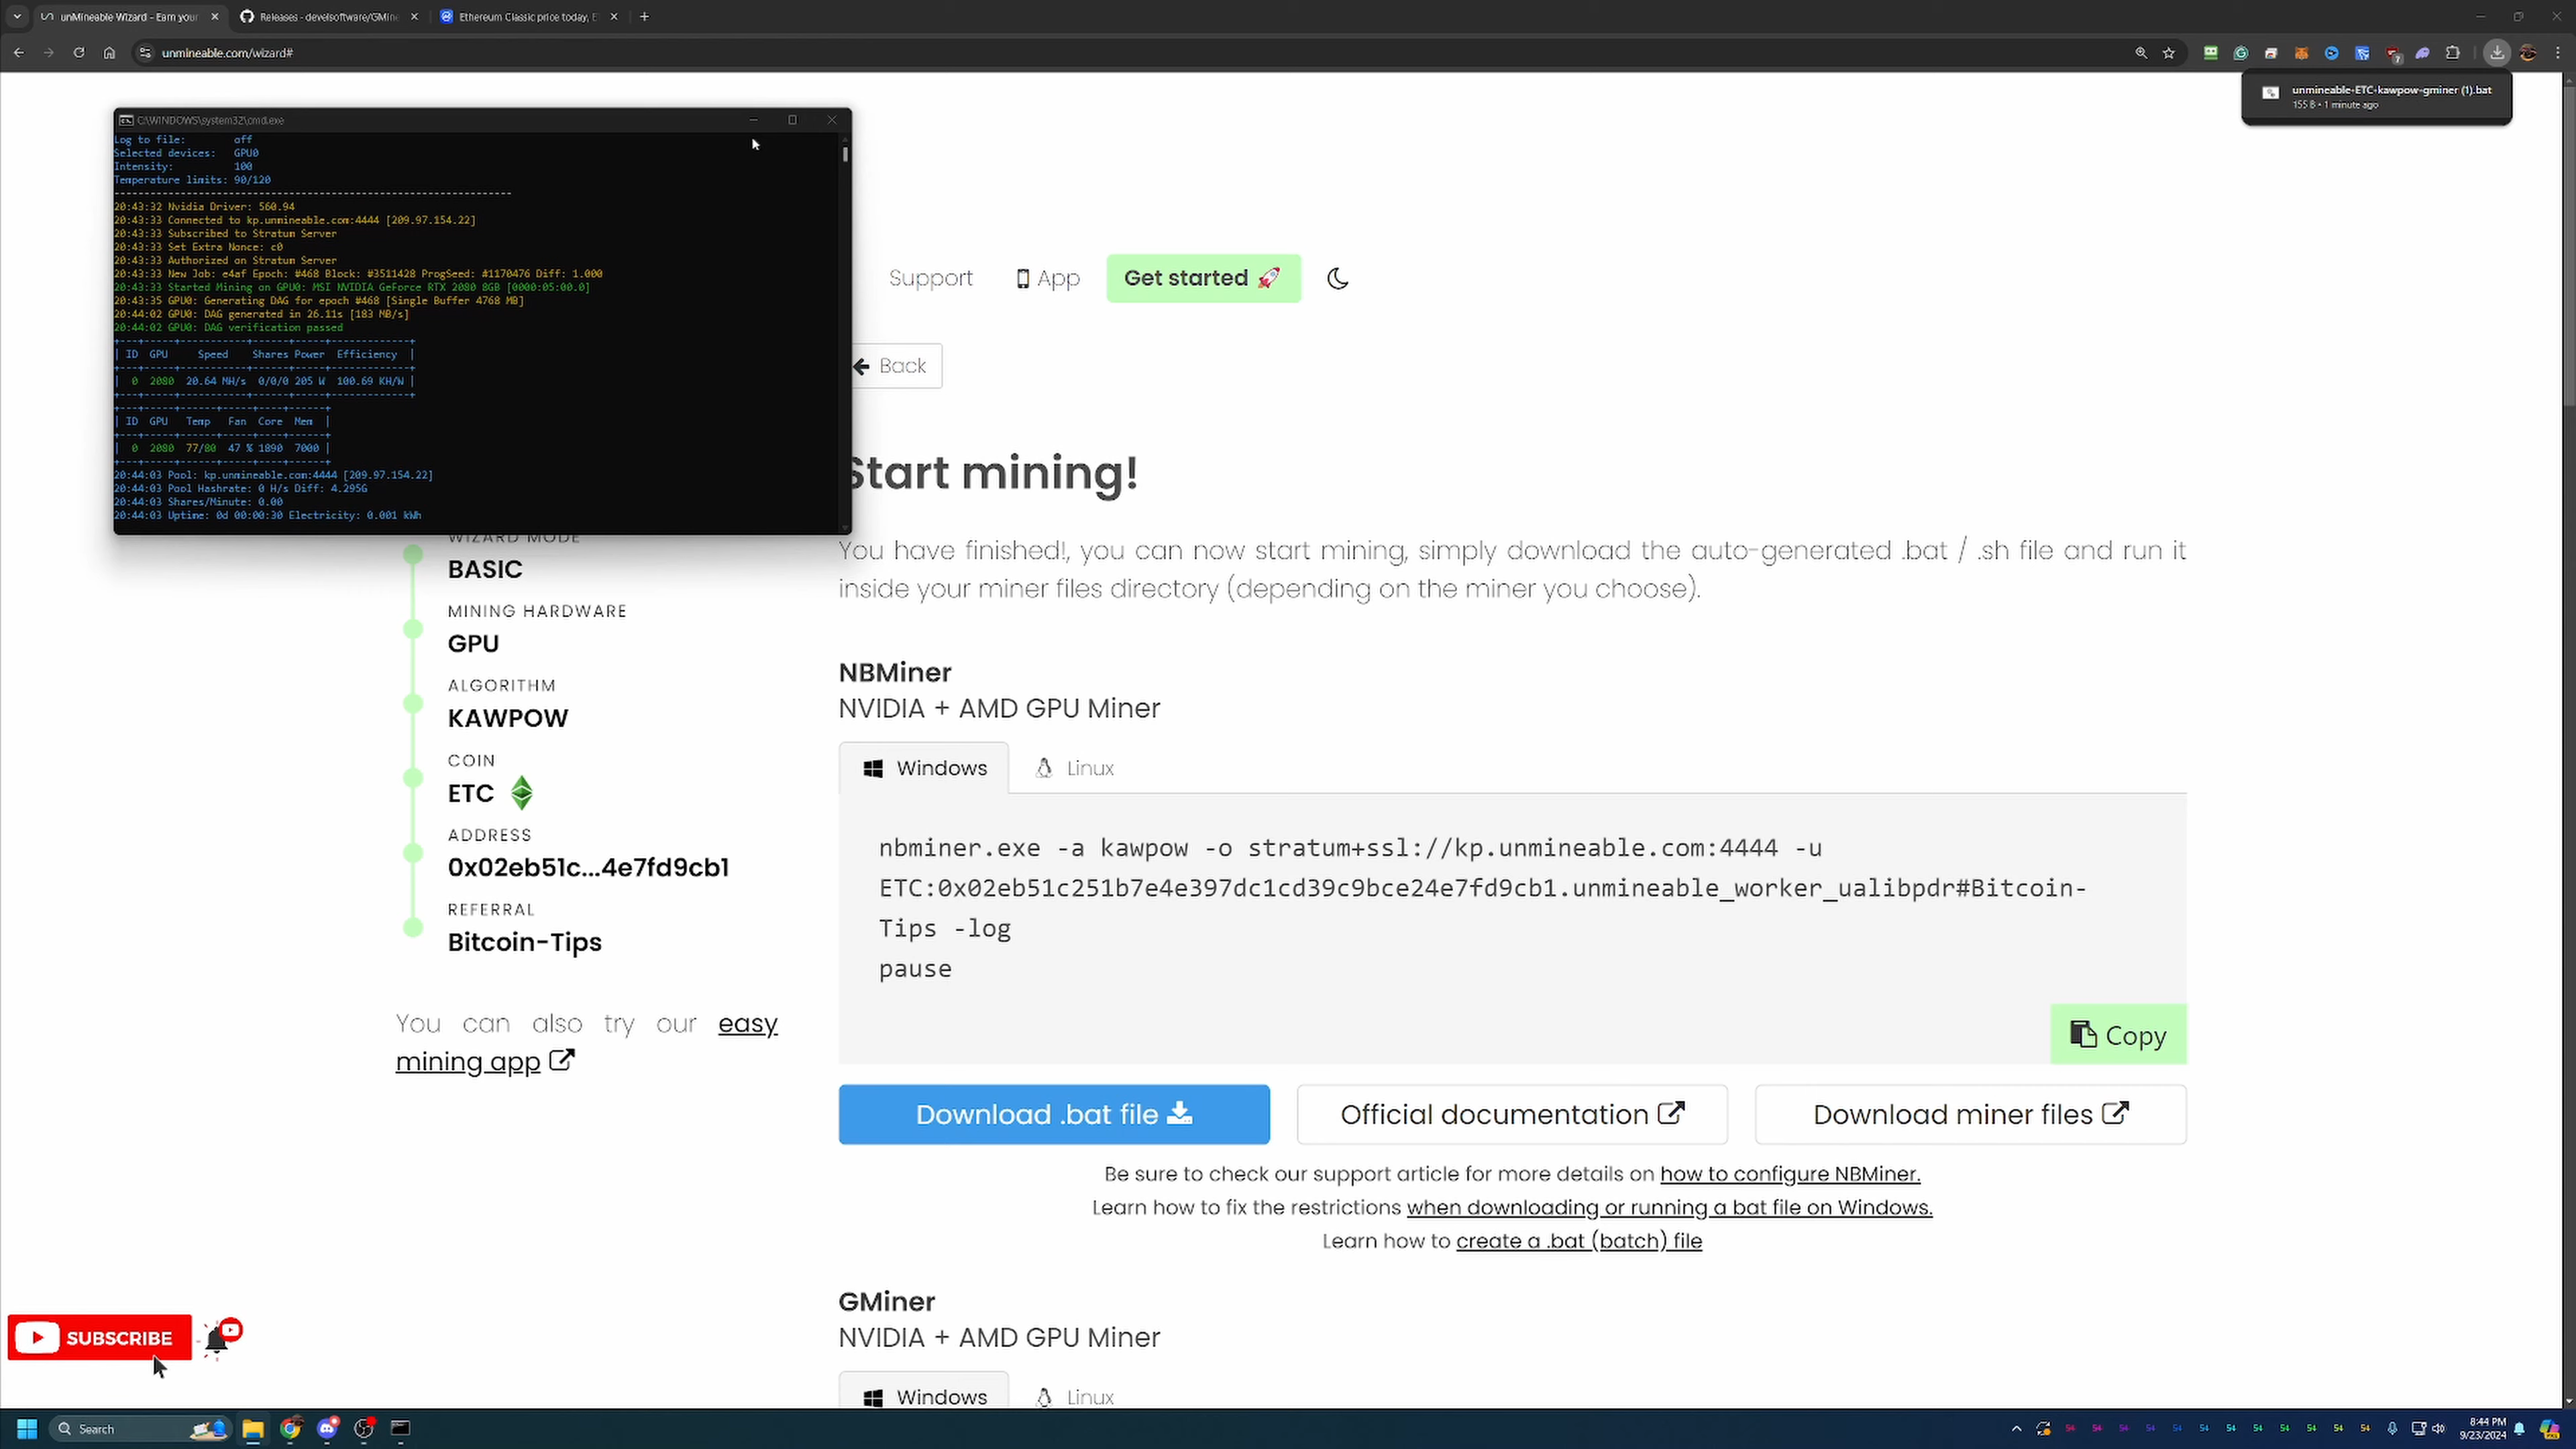 unMineable Wizard - Earn your
Releases - develsoftware/GMine
Ethereum Classic price today, E
unmineable.com/wizard#
unmineable-ETC-kawpow-gminer (1).bat
155 B • 1 minute ago
C:\WINDOWS\system32\cmd.exe
Log to file: off
Selected devices: GPU0
Intensity: 100
Temperature limits: 90/120
20:43:32 Nvidia Driver: 560.94
20:43:33 Connected to kp.unmineable.com:4444 [209.97.154.22]
20:43:33 Subscribed to Stratum Server
20:43:33 Set Extra Nonce: c0
20:43:33 Authorized on Stratum Server
20:43:33 New Job: e4af Epoch: #468 Block: #3511428 ProgSeed: #1170476 Diff: 1.000
20:43:33 Started Mining on GPU0: MSI NVIDIA GeForce RTX 2080 8GB [0000:05:00.0]
20:43:35 GPU0: Generating DAG for epoch #468 [Single Buffer 4768 MB]
20:44:02 GPU0: DAG generated in 26.11s [183 MB/s]
20:44:02 GPU0: DAG verification passed
| ID GPU Speed Shares Power Efficiency |
| 0 2080 20.64 MH/s 0/0/0 205 W 100.69 KH/W |
| ID GPU Temp Fan Core Mem |
| 0 2080 77/80 47 % 1890 7000 |
20:44:03 Pool: kp.unmineable.com:4444 [209.97.154.22]
20:44:03 Pool Hashrate: 0 H/s Diff: 4.295G
20:44:03 Shares/Minute: 0.00
20:44:03 Uptime: 0d 00:00:30 Electricity: 0.001 kWh
Support
App
Get started
Back
WIZARD MODE
BASIC
MINING HARDWARE
GPU
ALGORITHM
KAWPOW
COIN
ETC
ADDRESS
0x02eb51c...4e7fd9cb1
REFERRAL
Bitcoin-Tips
You can also try our easy
mining app
Start mining!
You have finished!, you can now start mining, simply download the auto-generated .bat / .sh file and run it
inside your miner files directory (depending on the miner you choose).
NBMiner
NVIDIA + AMD GPU Miner
Windows
Linux
nbminer.exe -a kawpow -o stratum+ssl://kp.unmineable.com:4444 -u
ETC:0x02eb51c251b7e4e397dc1cd39c9bce24e7fd9cb1.unmineable_worker_ualibpdr#Bitcoin-
Tips -log
pause
Copy
Download .bat file
Official documentation
Download miner files
Be sure to check our support article for more details on how to configure NBMiner.
Learn how to fix the restrictions when downloading or running a bat file on Windows.
Learn how to create a .bat (batch) file
GMiner
NVIDIA + AMD GPU Miner
Windows
Linux
SUBSCRIBE
Search
54 54 54 54 54 54 54 54 54 54 54 54
8:44 PM
9/23/2024